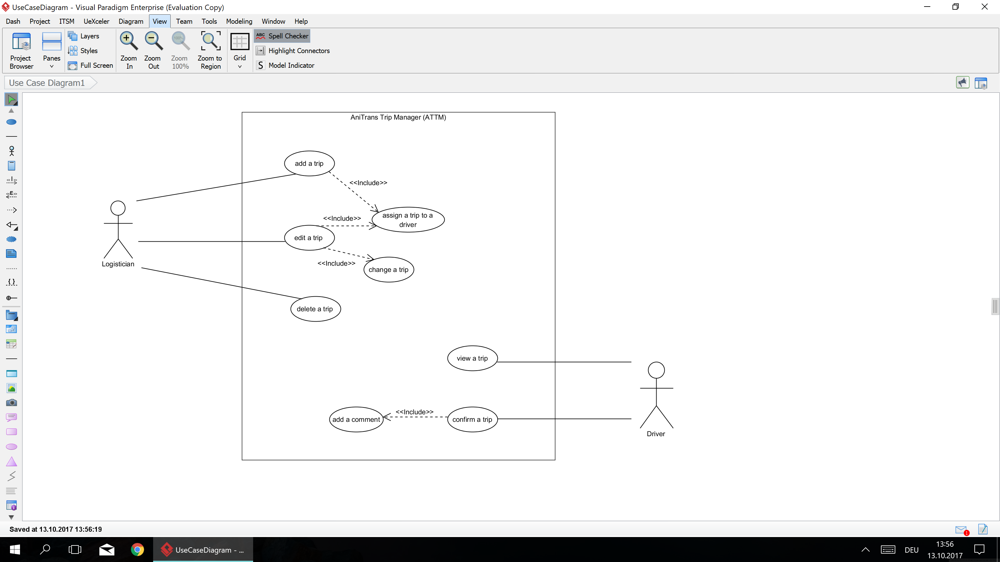 UseCaseDiagram - Visual Paradigm Enterprise (Evaluation Copy)
Dash Project ITSM UeXceler Diagram View Team Tools Modeling Window Help
Project Browser
Panes
Layers
Styles
Full Screen
Zoom In
Zoom Out
100%
Zoom 100%
Zoom to Region
Grid
ABC Spell Checker
Highlight Connectors
S Model Indicator
Use Case Diagram1
<<I>>
<<E>>
{ }
AniTrans Trip Manager (ATTM)
add a trip
<<Include>>
assign a trip to a
driver
<<Include>>
edit a trip
<<Include>>
change a trip
Logistician
delete a trip
view a trip
add a comment
<<Include>>
confirm a trip
Driver
Saved at 13.10.2017 13:56:19
1
UseCaseDiagram - ...
DEU
13:56
13.10.2017